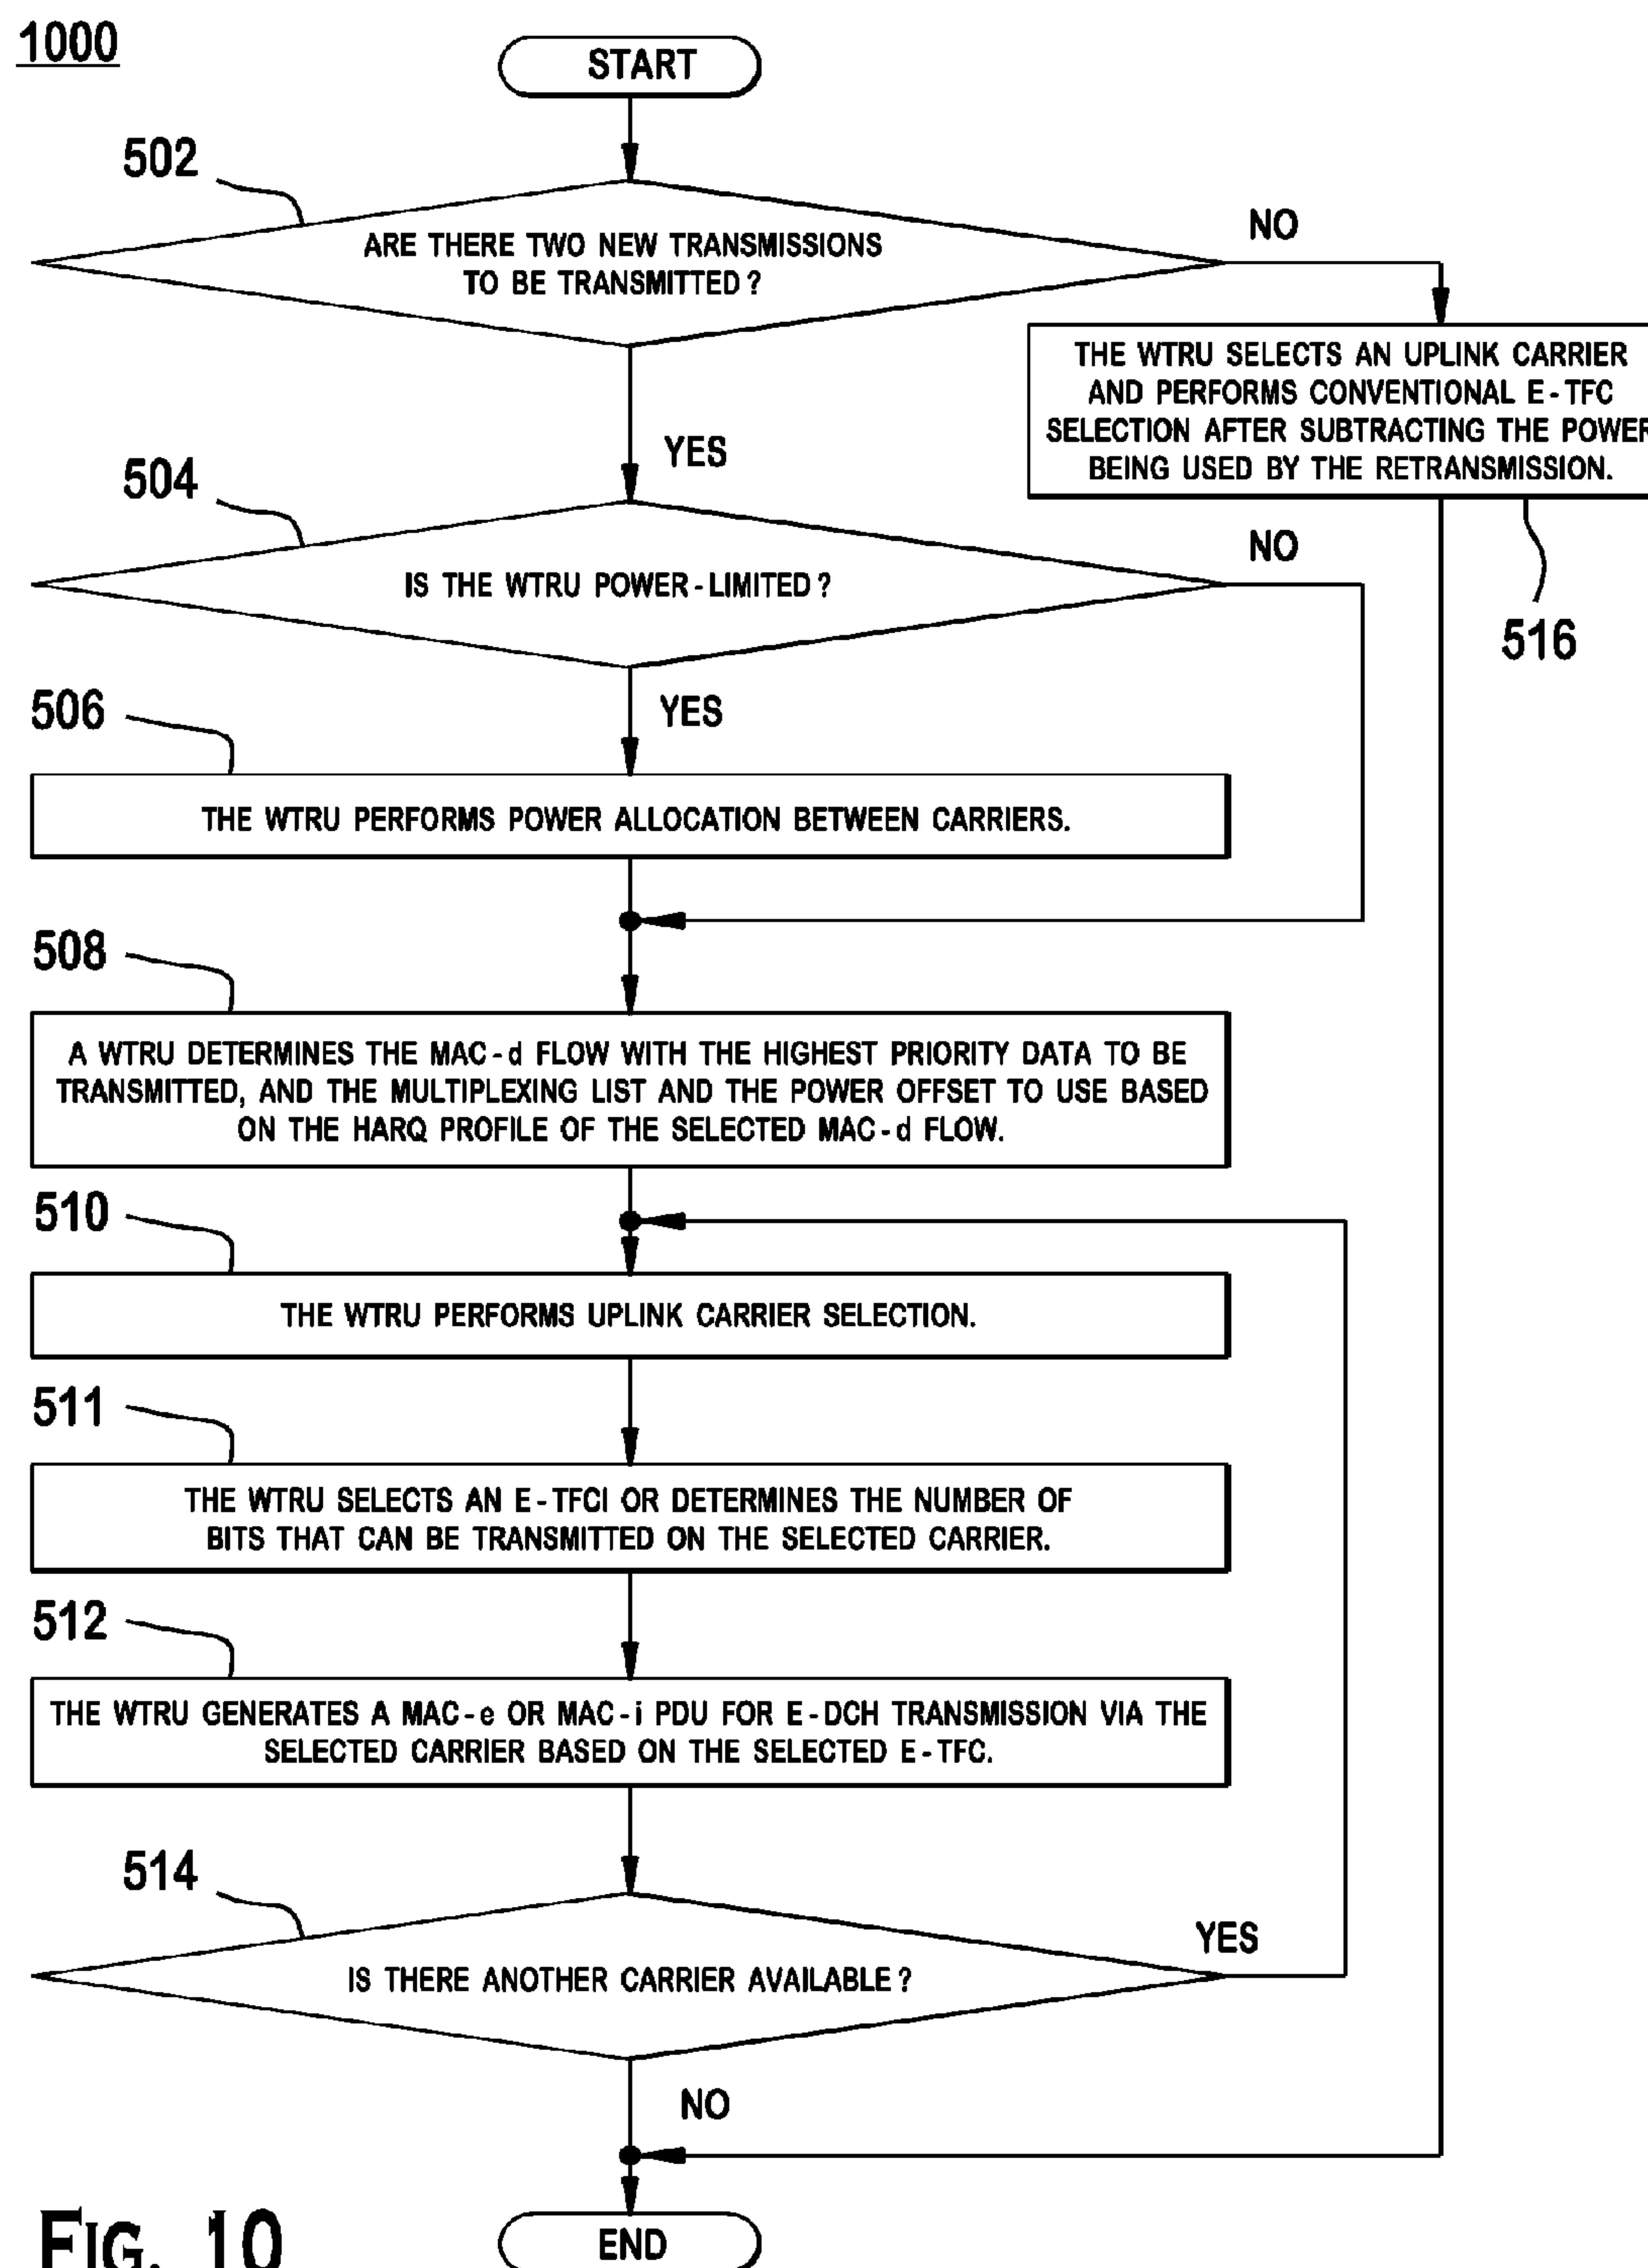 1000
START
502
ARE THERE TWO NEW TRANSMISSIONS
TO BE TRANSMITTED?
NO
THE WTRU SELECTS AN UPLINK CARRIER
AND PERFORMS CONVENTIONAL E-TFC
SELECTION AFTER SUBTRACTING THE POWER
BEING USED BY THE RETRANSMISSION.
516
YES
504
IS THE WTRU POWER-LIMITED?
NO
YES
506
THE WTRU PERFORMS POWER ALLOCATION BETWEEN CARRIERS.
508
A WTRU DETERMINES THE MAC-d FLOW WITH THE HIGHEST PRIORITY DATA TO BE
TRANSMITTED, AND THE MULTIPLEXING LIST AND THE POWER OFFSET TO USE BASED
ON THE HARQ PROFILE OF THE SELECTED MAC-d FLOW.
510
THE WTRU PERFORMS UPLINK CARRIER SELECTION.
511
THE WTRU SELECTS AN E-TFCI OR DETERMINES THE NUMBER OF
BITS THAT CAN BE TRANSMITTED ON THE SELECTED CARRIER.
512
THE WTRU GENERATES A MAC-e OR MAC-i PDU FOR E-DCH TRANSMISSION VIA THE
SELECTED CARRIER BASED ON THE SELECTED E-TFC.
514
IS THERE ANOTHER CARRIER AVAILABLE?
YES
NO
END
FIG. 10